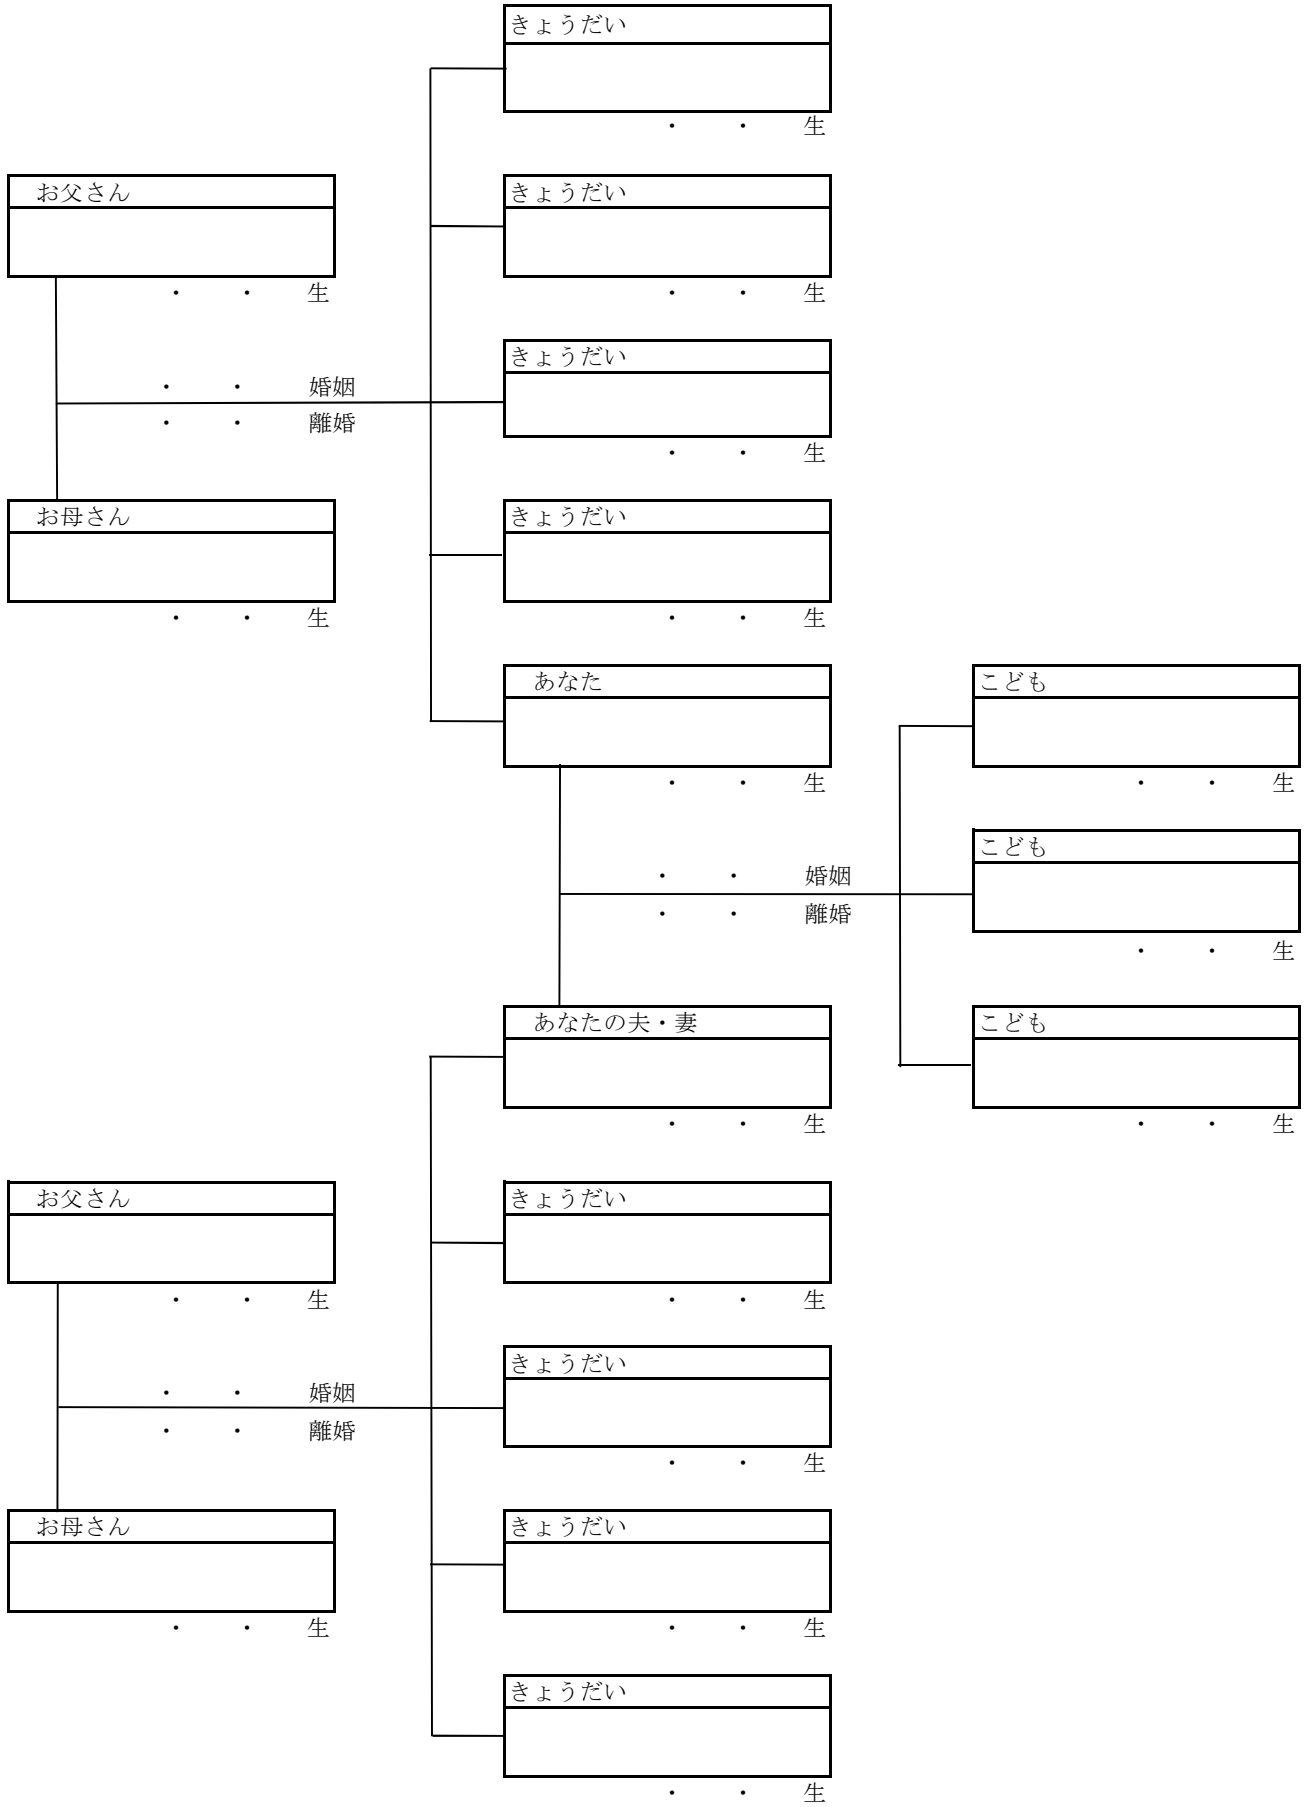 きょうだい
・ ・ 生
お父さん
・ ・ 生
きょうだい
・ ・ 生
・ ・ 婚姻
・ ・ 離婚
きょうだい
・ ・ 生
お母さん
・ ・ 生
きょうだい
・ ・ 生
あなた
・ ・ 生
こども
・ ・ 生
・ ・ 婚姻
・ ・ 離婚
こども
・ ・ 生
あなたの夫・妻
・ ・ 生
こども
・ ・ 生
お父さん
・ ・ 生
きょうだい
・ ・ 生
・ ・ 婚姻
・ ・ 離婚
きょうだい
・ ・ 生
お母さん
・ ・ 生
きょうだい
・ ・ 生
きょうだい
・ ・ 生